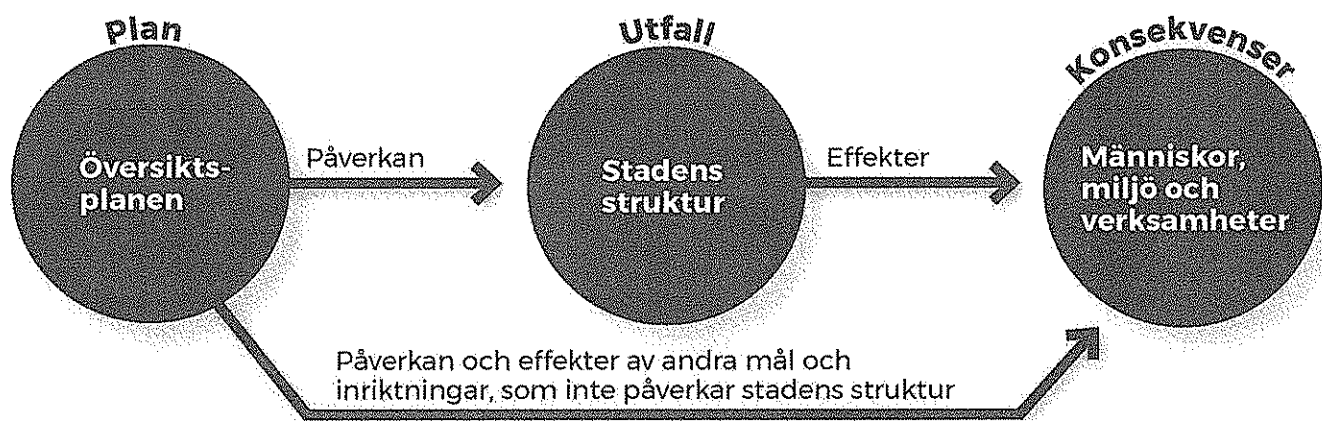 Plan
Översikts-
planen
Påverkan
Utfall
Stadens
struktur
Effekter
Konsekvenser
Människor,
miljö och
verksamheter
Påverkan och effekter av andra mål och
inriktningar, som inte påverkar stadens struktur